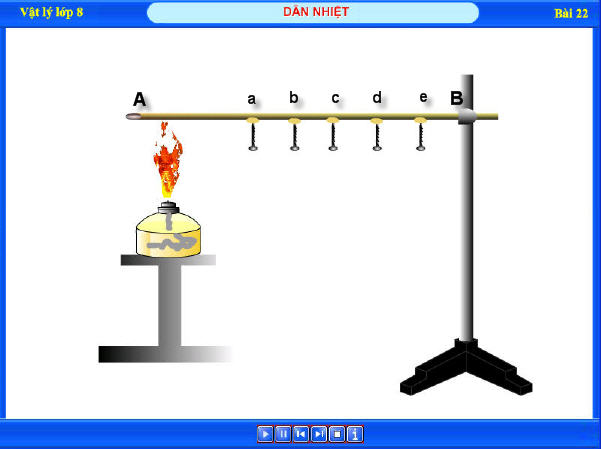 Vật lý lớp 8
DẪN NHIỆT
Bài 22
A a b c d e B